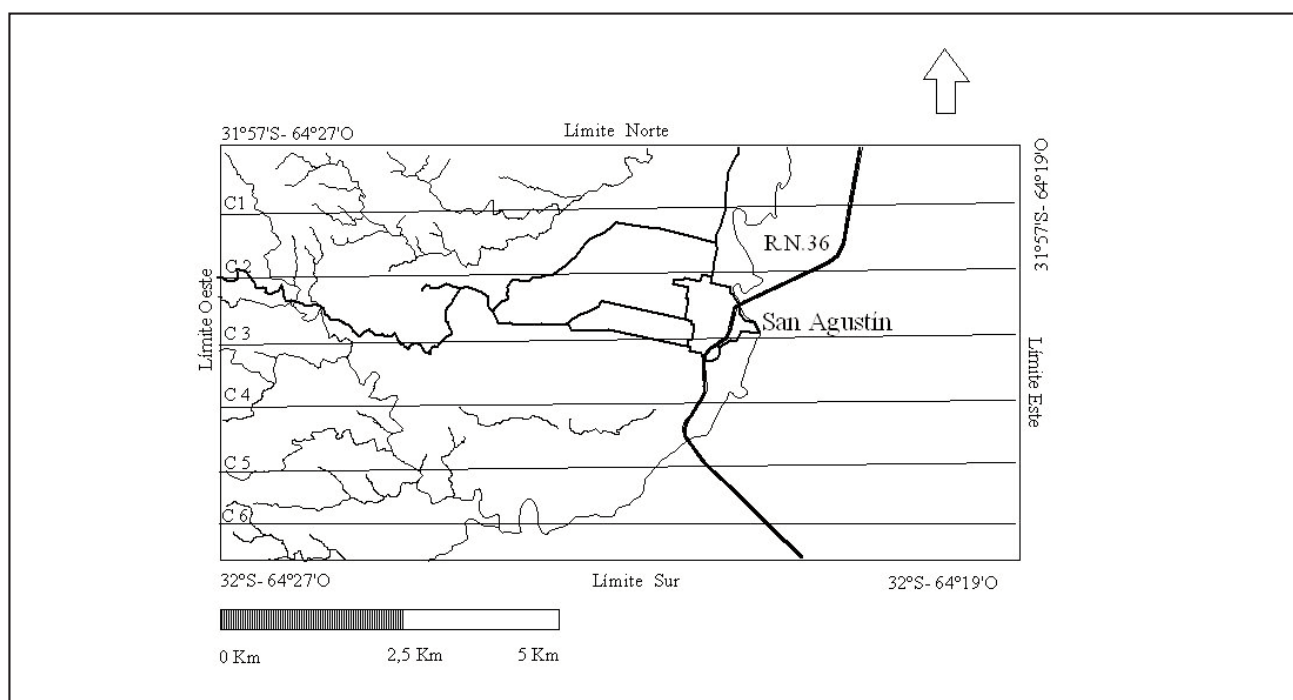 31°57'S- 64°27'O
Límite Norte
31°57'S- 64°19'O
C1
R.N.36
C 2
Límite Oeste
San Agustín
C 3
Límite Este
C 4
C 5
C 6
32°S- 64°27'O
Límite Sur
32°S- 64°19'O
0 Km
2,5 Km
5 Km